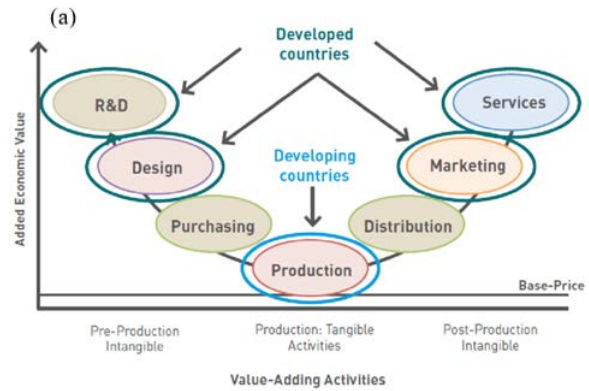 (a)
Developed
countries
R&D
Services
Design
Developing
countries
Marketing
Purchasing
Distribution
Production
Base-Price
Added Economic Value
Pre-Production
Intangible
Production: Tangible
Activities
Post-Production
Intangible
Value-Adding Activities